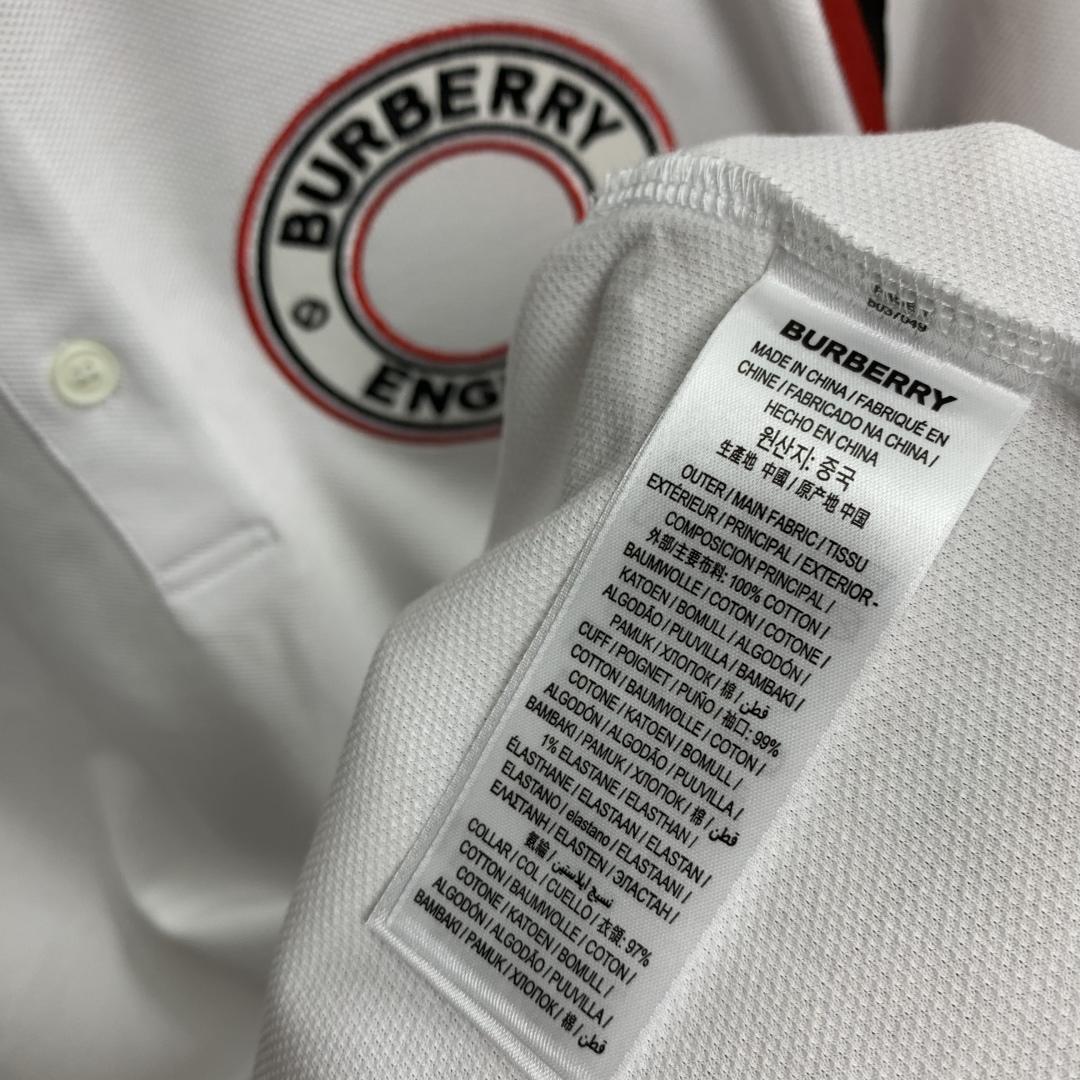 BURBERRY
BURBERRY
MADE IN CHINA / FABRIQUÉ EN
CHINE / FABRICADO NA CHINA /
HECHO EN CHINA
원산지: 중국
生產地 中國 / 原产地 中国
OUTER / MAIN FABRIC / TISSU
EXTÉRIEUR / PRINCIPAL / EXTERIOR-
COMPOSICION PRINCIPAL /
外部/主要布料: 100% COTTON /
BAUMWOLLE / COTON / COTONE /
KATOEN / BOMULL / ALGODÓN /
ALGODÃO / PUUVILLA / BAMBAKI /
PAMUK / ХЛОПОК / 棉 / قطن
CUFF / POIGNET / PUÑO / 袖口: 99%
COTTON / BAUMWOLLE / COTON /
COTONE / KATOEN / BOMULL /
ALGODÓN / ALGODÃO / PUUVILLA /
BAMBAKI / PAMUK / ХЛОПОК / 棉 / قطن
1% ELASTANE / ELASTHAN /
ÉLASTHANE / ELASTAAN / ELASTAN /
ELASTANO / elastano / ELASTAANI /
ΕΛΑΣΤΑΝΗ / ELASTEN / ЭЛАСТАН /
氨綸 / نسيج إيلاستين
COLLAR / COL / CUELLO / 衣領: 97%
COTTON / BAUMWOLLE / COTON /
COTONE / KATOEN / BOMULL /
ALGODÓN / ALGODÃO / PUUVILLA /
BAMBAKI / PAMUK / ХЛОПОК / 棉 / قطن